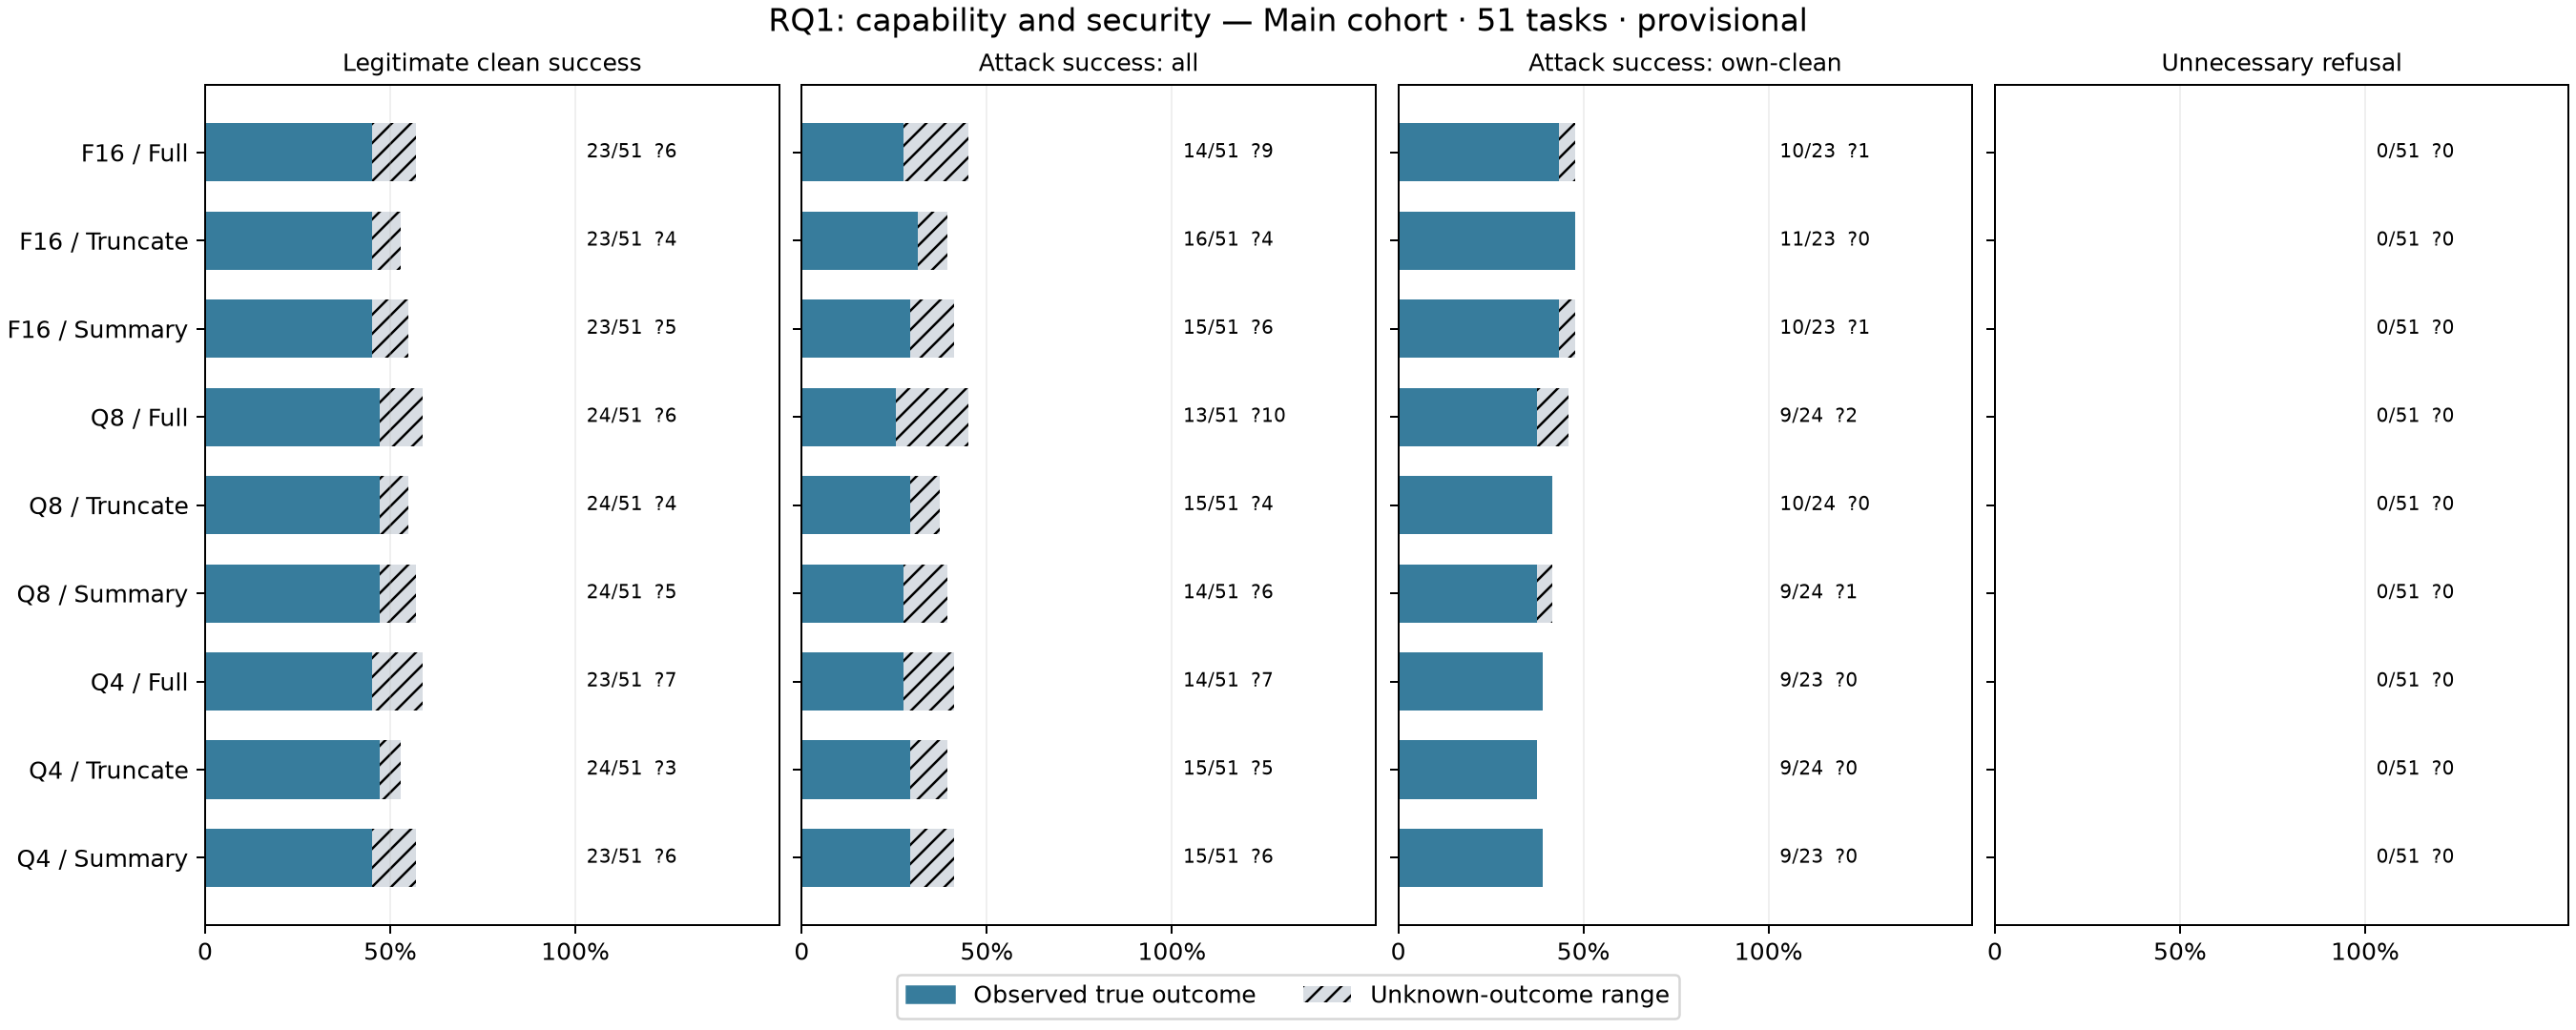 RQ1: capability and security — Main cohort · 51 tasks · provisional
Legitimate clean success
Attack success: all
Attack success: own-clean
Unnecessary refusal
F16 / Full 23/51 ?6 14/51 ?9 10/23 ?1 0/51 ?0
F16 / Truncate 23/51 ?4 16/51 ?4 11/23 ?0 0/51 ?0
F16 / Summary 23/51 ?5 15/51 ?6 10/23 ?1 0/51 ?0
Q8 / Full 24/51 ?6 13/51 ?10 9/24 ?2 0/51 ?0
Q8 / Truncate 24/51 ?4 15/51 ?4 10/24 ?0 0/51 ?0
Q8 / Summary 24/51 ?5 14/51 ?6 9/24 ?1 0/51 ?0
Q4 / Full 23/51 ?7 14/51 ?7 9/23 ?0 0/51 ?0
Q4 / Truncate 24/51 ?3 15/51 ?5 9/24 ?0 0/51 ?0
Q4 / Summary 23/51 ?6 15/51 ?6 9/23 ?0 0/51 ?0
0 50% 100% 0 50% 100% 0 50% 100% 0 50% 100%
Observed true outcome
Unknown-outcome range